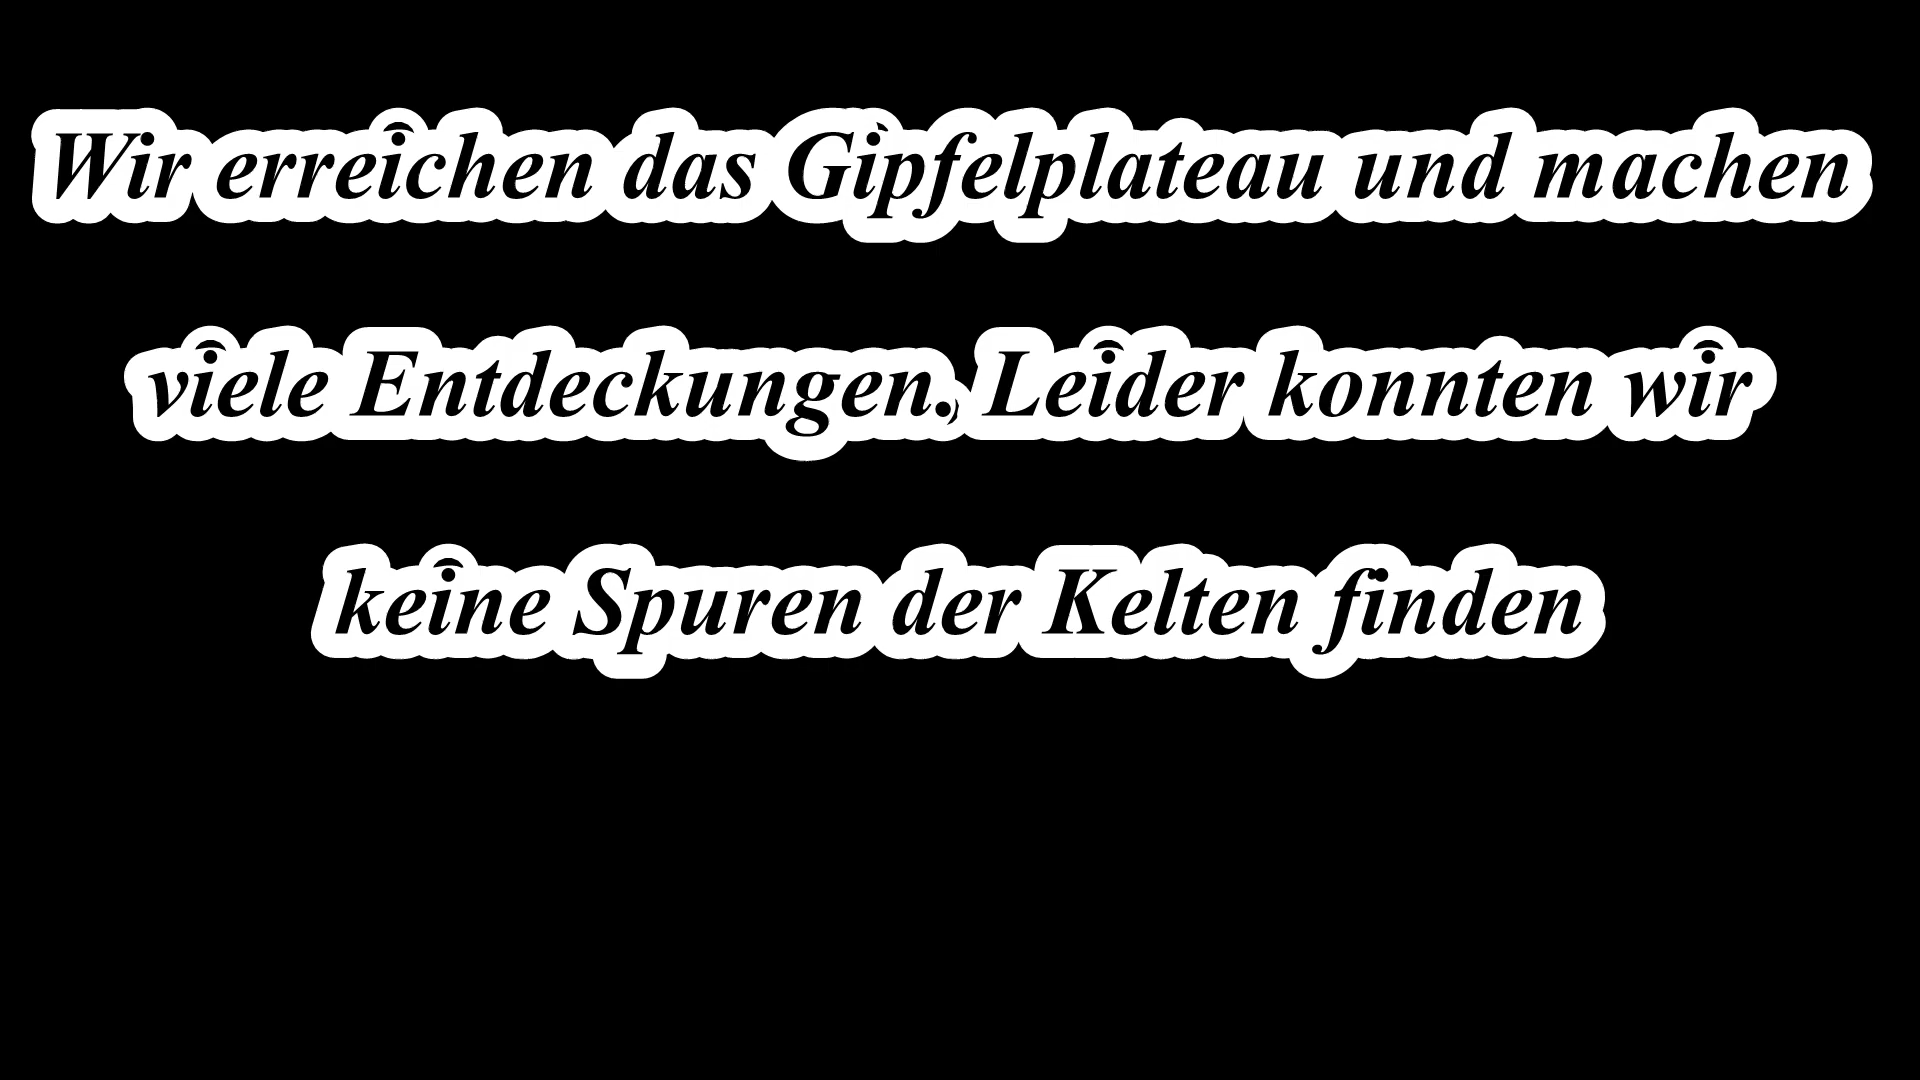 Wir erreichen das Gipfelplateau und machen
viele Entdeckungen. Leider konnten wir
keine Spuren der Kelten finden